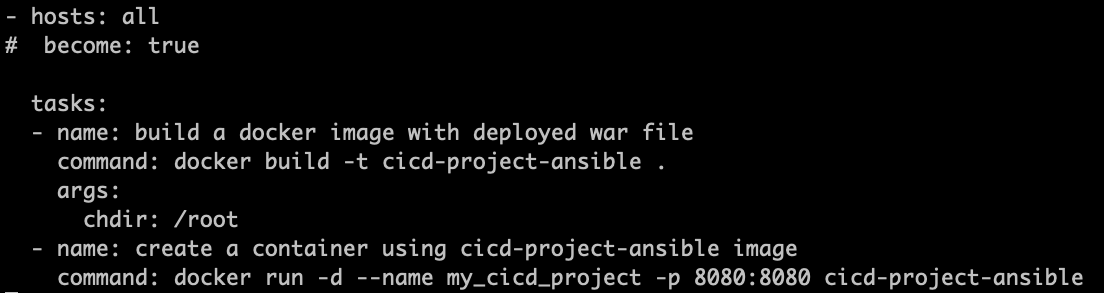 - hosts: all
#  become: true

  tasks:
  - name: build a docker image with deployed war file
    command: docker build -t cicd-project-ansible .
    args:
      chdir: /root
  - name: create a container using cicd-project-ansible image
    command: docker run -d --name my_cicd_project -p 8080:8080 cicd-project-ansible